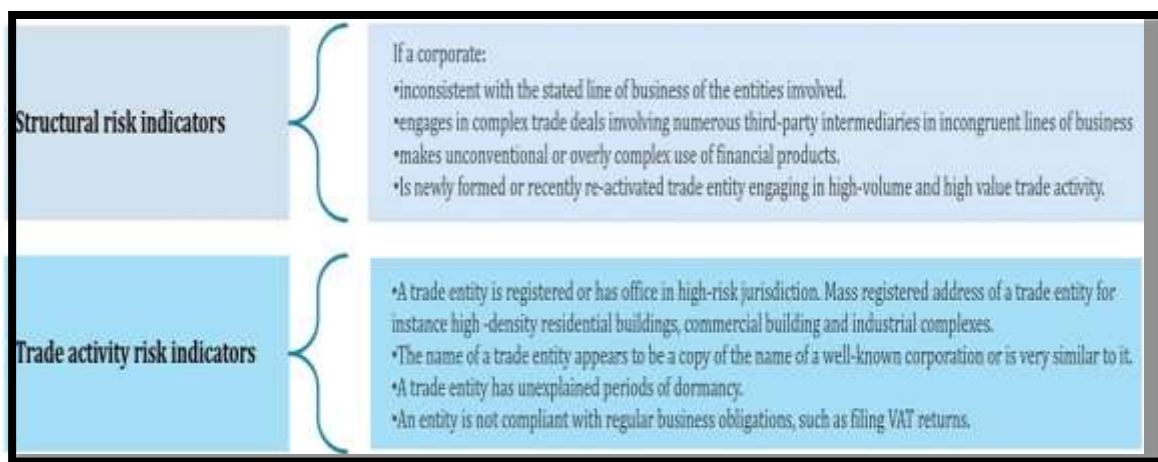 Structural risk indicators
If a corporate:
•inconsistent with the stated line of business of the entities involved.
•engages in complex trade deals involving numerous third-party intermediaries in incongruent lines of business
•makes unconventional or overly complex use of financial products.
•Is newly formed or recently re-activated trade entity engaging in high-volume and high value trade activity.
Trade activity risk indicators
•A trade entity is registered or has office in high-risk jurisdiction. Mass registered address of a trade entity for
instance high -density residential buildings, commercial building and industrial complexes.
•The name of a trade entity appears to be a copy of the name of a well-known corporation or is very similar to it.
•A trade entity has unexplained periods of dormancy.
•An entity is not compliant with regular business obligations, such as filing VAT returns.